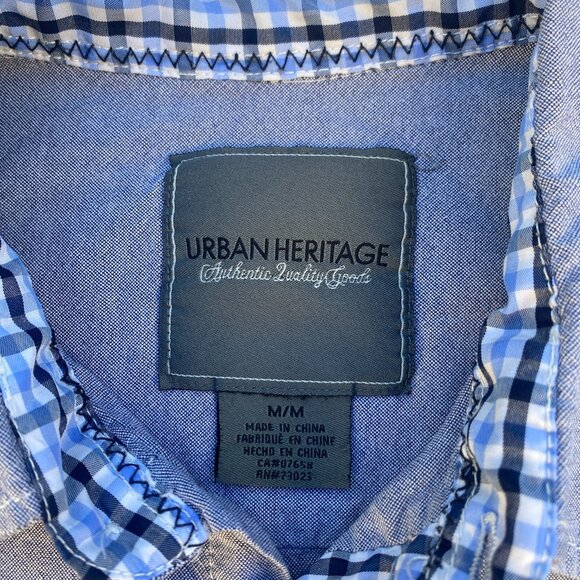 URBAN HERITAGE
Authentic Quality Goods
M/M
MADE IN CHINA
FABRIQUÉ EN CHINE
HECHO EN CHINA
CA#07658
RN#73023